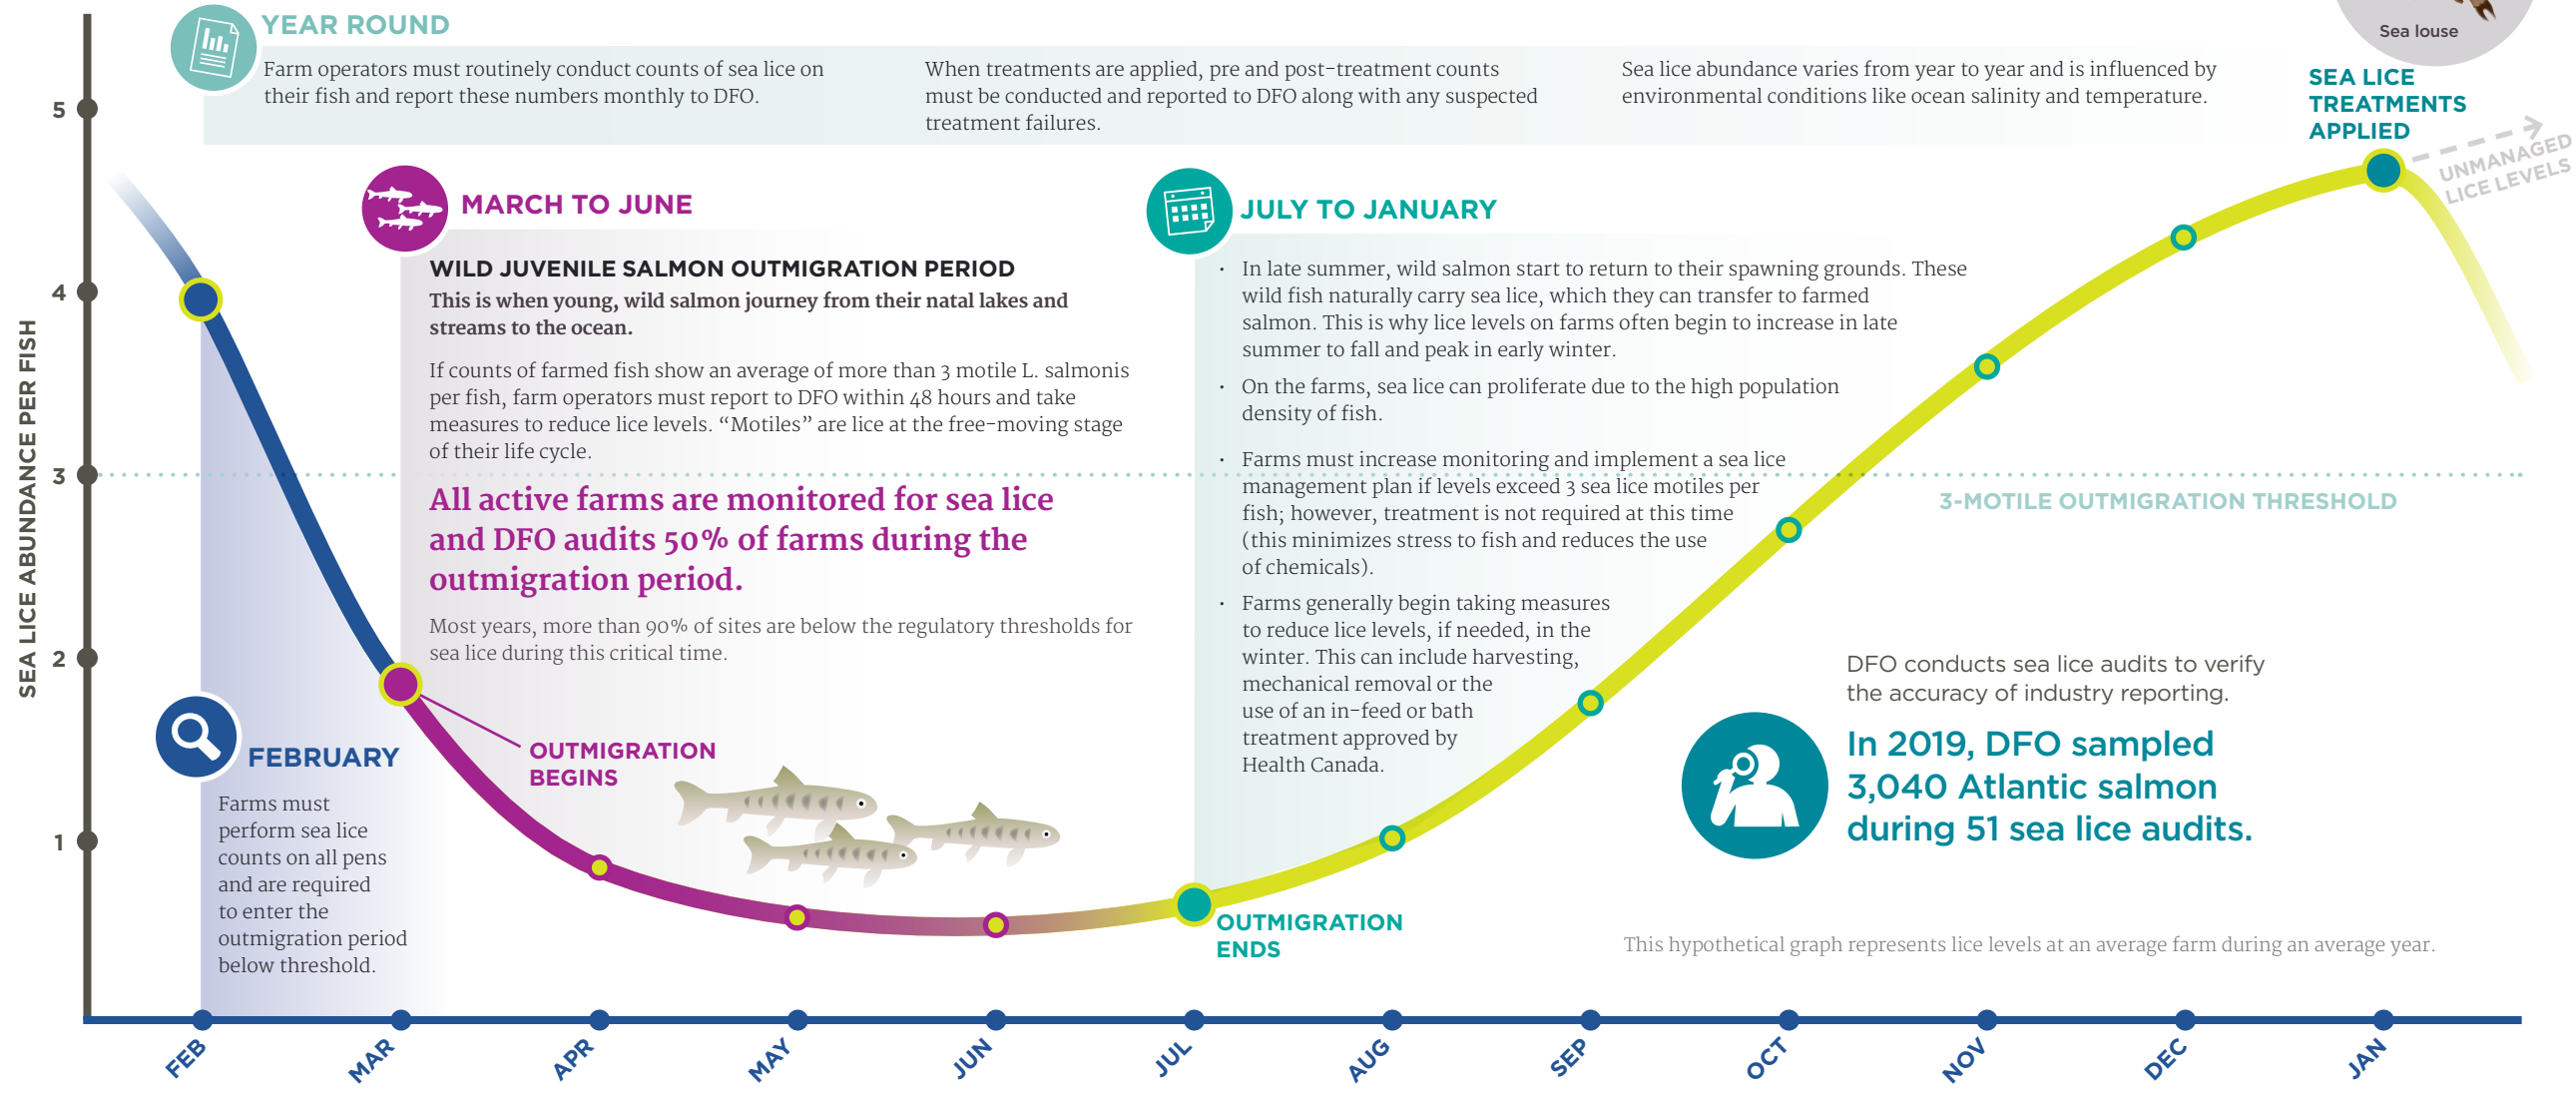 YEAR ROUND
Farm operators must routinely conduct counts of sea lice on
their fish and report these numbers monthly to DFO.
When treatments are applied, pre and post-treatment counts
must be conducted and reported to DFO along with any suspected
treatment failures.
Sea lice abundance varies from year to year and is influenced by
environmental conditions like ocean salinity and temperature.
Sea louse
SEA LICE
TREATMENTS
APPLIED
UNMANAGED
LICE LEVELS
SEA LICE ABUNDANCE PER FISH
5
4
3
2
1
MARCH TO JUNE
WILD JUVENILE SALMON OUTMIGRATION PERIOD
This is when young, wild salmon journey from their natal lakes and
streams to the ocean.
If counts of farmed fish show an average of more than 3 motile L. salmonis
per fish, farm operators must report to DFO within 48 hours and take
measures to reduce lice levels. “Motiles” are lice at the free-moving stage
of their life cycle.
All active farms are monitored for sea lice
and DFO audits 50% of farms during the
outmigration period.
Most years, more than 90% of sites are below the regulatory thresholds for
sea lice during this critical time.
JULY TO JANUARY
• In late summer, wild salmon start to return to their spawning grounds. These
wild fish naturally carry sea lice, which they can transfer to farmed
salmon. This is why lice levels on farms often begin to increase in late
summer to fall and peak in early winter.
• On the farms, sea lice can proliferate due to the high population
density of fish.
• Farms must increase monitoring and implement a sea lice
management plan if levels exceed 3 sea lice motiles per
fish; however, treatment is not required at this time
(this minimizes stress to fish and reduces the use
of chemicals).
• Farms generally begin taking measures
to reduce lice levels, if needed, in the
winter. This can include harvesting,
mechanical removal or the
use of an in-feed or bath
treatment approved by
Health Canada.
3-MOTILE OUTMIGRATION THRESHOLD
FEBRUARY
Farms must
perform sea lice
counts on all pens
and are required
to enter the
outmigration period
below threshold.
OUTMIGRATION
BEGINS
OUTMIGRATION
ENDS
DFO conducts sea lice audits to verify
the accuracy of industry reporting.
In 2019, DFO sampled
3,040 Atlantic salmon
during 51 sea lice audits.
This hypothetical graph represents lice levels at an average farm during an average year.
FEB
MAR
APR
MAY
JUN
JUL
AUG
SEP
OCT
NOV
DEC
JAN